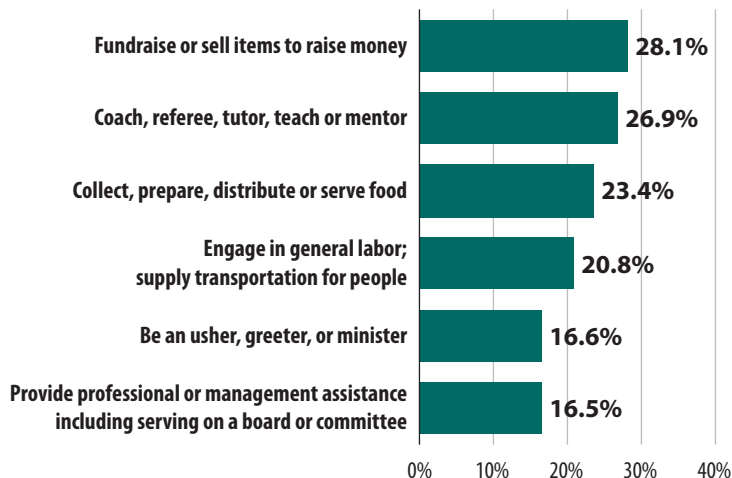 Fundraise or sell items to raise money
28.1%
Coach, referee, tutor, teach or mentor
26.9%
Collect, prepare, distribute or serve food
23.4%
Engage in general labor;
supply transportation for people
20.8%
Be an usher, greeter, or minister
16.6%
Provide professional or management assistance
including serving on a board or committee
16.5%
0% 10% 20% 30% 40%